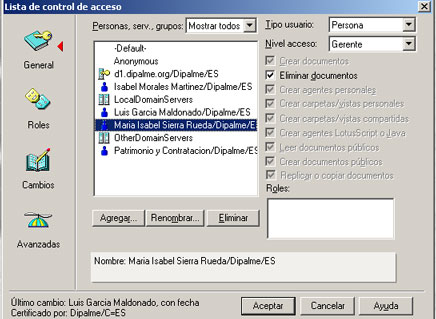 Lista de control de acceso
Personas, serv., grupos: Mostrar todos
Tipo usuario: Persona
Nivel acceso: Gerente
General
Roles
Cambios
Avanzadas
-Default-
Anonymous
d1.dipalme.org/Dipalme/ES
Isabel Morales Martinez/Dipalme/ES
LocalDomainServers
Luis Garcia Maldonado/Dipalme/ES
Maria Isabel Sierra Rueda/Dipalme/ES
OtherDomainServers
Patrimonio y Contratacion/Dipalme/ES
Crear documentos
Eliminar documentos
Crear agentes personales
Crear carpetas/vistas personales
Crear carpetas/vistas compartidas
Crear agentes LotusScript o Java
Leer documentos públicos
Crear documentos públicos
Replicar o copiar documentos
Roles:
Agregar... Renombrar... Eliminar
Nombre: Maria Isabel Sierra Rueda/Dipalme/ES
Último cambio: Luis Garcia Maldonado, con fecha
Certificado por: Dipalme/C=ES
Aceptar Cancelar Ayuda